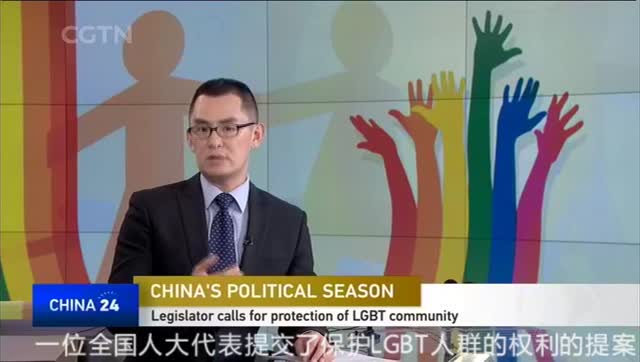 CGTN
CHINA'S POLITICAL SEASON
CHINA 24
Legislator calls for protection of LGBT community
一位全国人大代表提交了保护LGBT人群的权利的提案